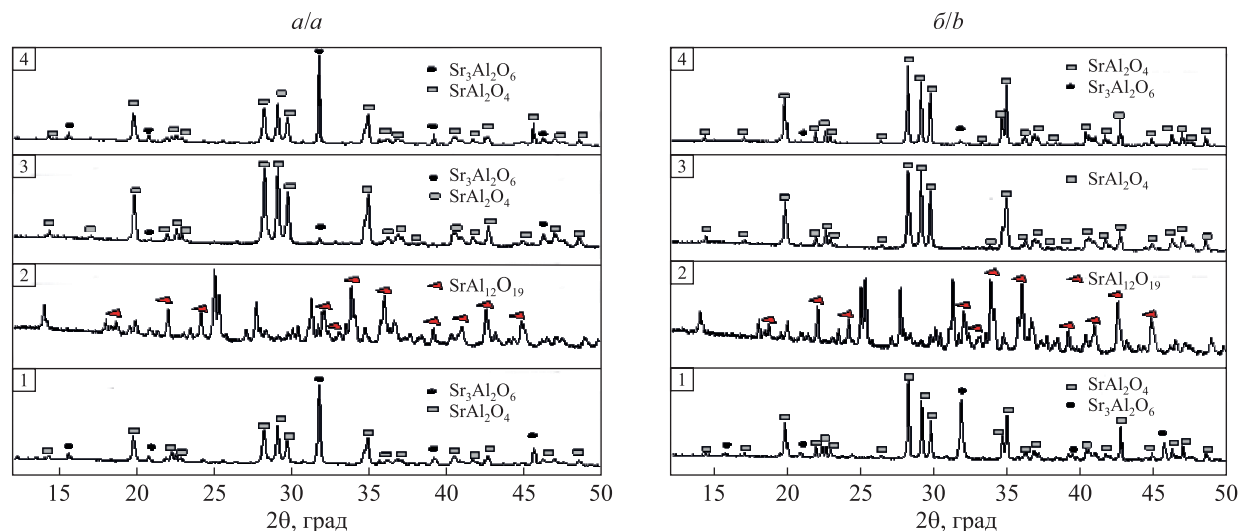 а/a
4
Sr₃Al₂O₆
SrAl₂O₄
3
Sr₃Al₂O₆
SrAl₂O₄
2
SrAl₁₂O₁₉
1
Sr₃Al₂O₆
SrAl₂O₄
15 20 25 30 35 40 45 50
2θ, град
б/b
4
SrAl₂O₄
Sr₃Al₂O₆
3
SrAl₂O₄
2
SrAl₁₂O₁₉
1
SrAl₂O₄
Sr₃Al₂O₆
15 20 25 30 35 40 45 50
2θ, град